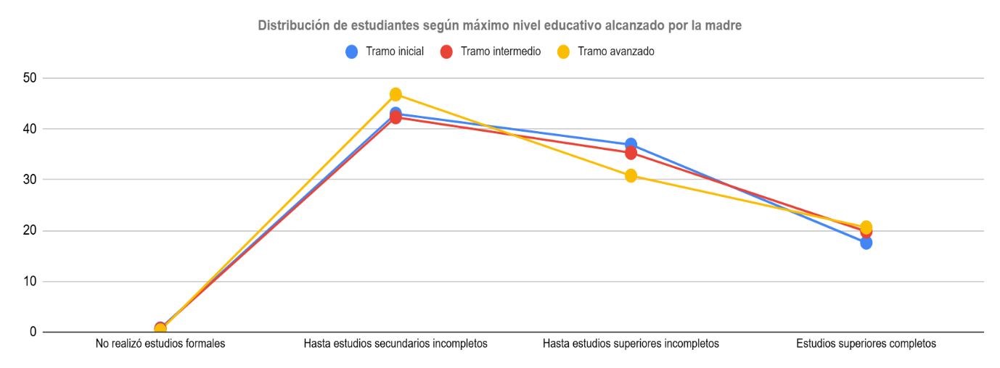 Distribución de estudiantes según máximo nivel educativo alcanzado por la madre
Tramo inicial Tramo intermedio Tramo avanzado
50
40
30
20
10
0
No realizó estudios formales Hasta estudios secundarios incompletos Hasta estudios superiores incompletos Estudios superiores completos